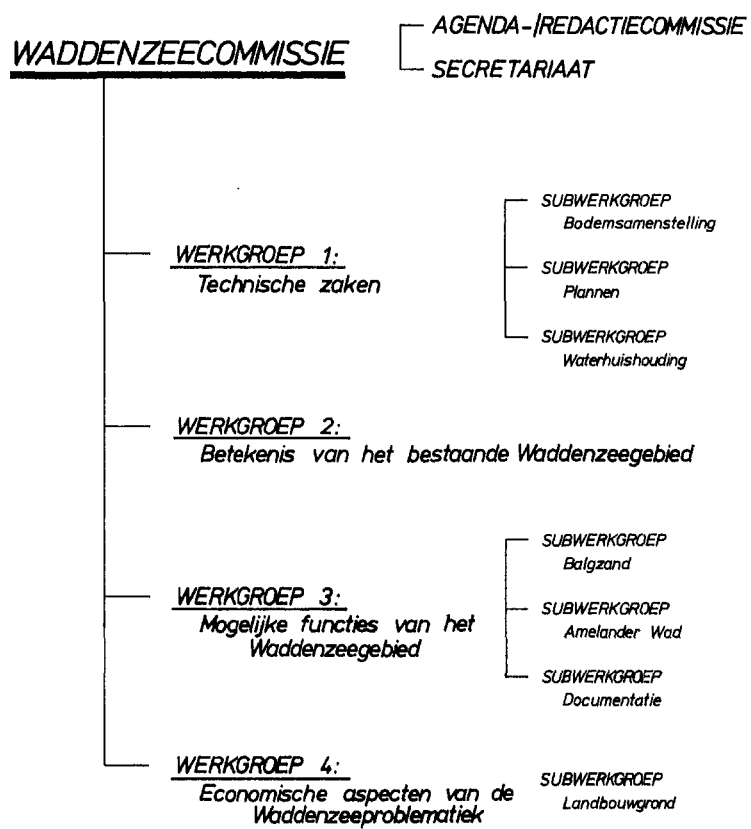 WADDENZEECOMMISSIE
AGENDA-/REDACTIECOMMISSIE
SECRETARIAAT
WERKGROEP 1:
Technische zaken
SUBWERKGROEP
Bodemsamenstelling
SUBWERKGROEP
Plannen
SUBWERKGROEP
Waterhuishouding
WERKGROEP 2:
Betekenis van het bestaande Waddenzeegebied
WERKGROEP 3:
Mogelijke functies van het
Waddenzeegebied
SUBWERKGROEP
Balgzand
SUBWERKGROEP
Amelander Wad
SUBWERKGROEP
Documentatie
WERKGROEP 4:
Economische aspecten van de
Waddenzeeproblematiek
SUBWERKGROEP
Landbouwgrond